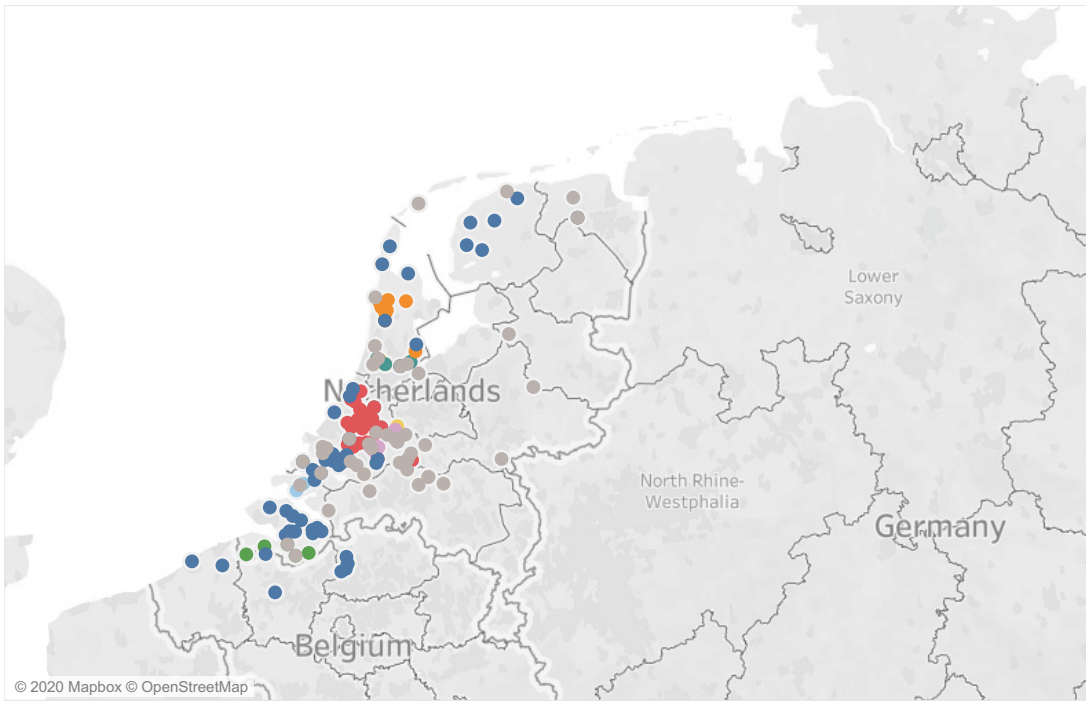 Lower
Saxony
Netherlands
North Rhine-
Westphalia
Germany
Belgium
© 2020 Mapbox © OpenStreetMap